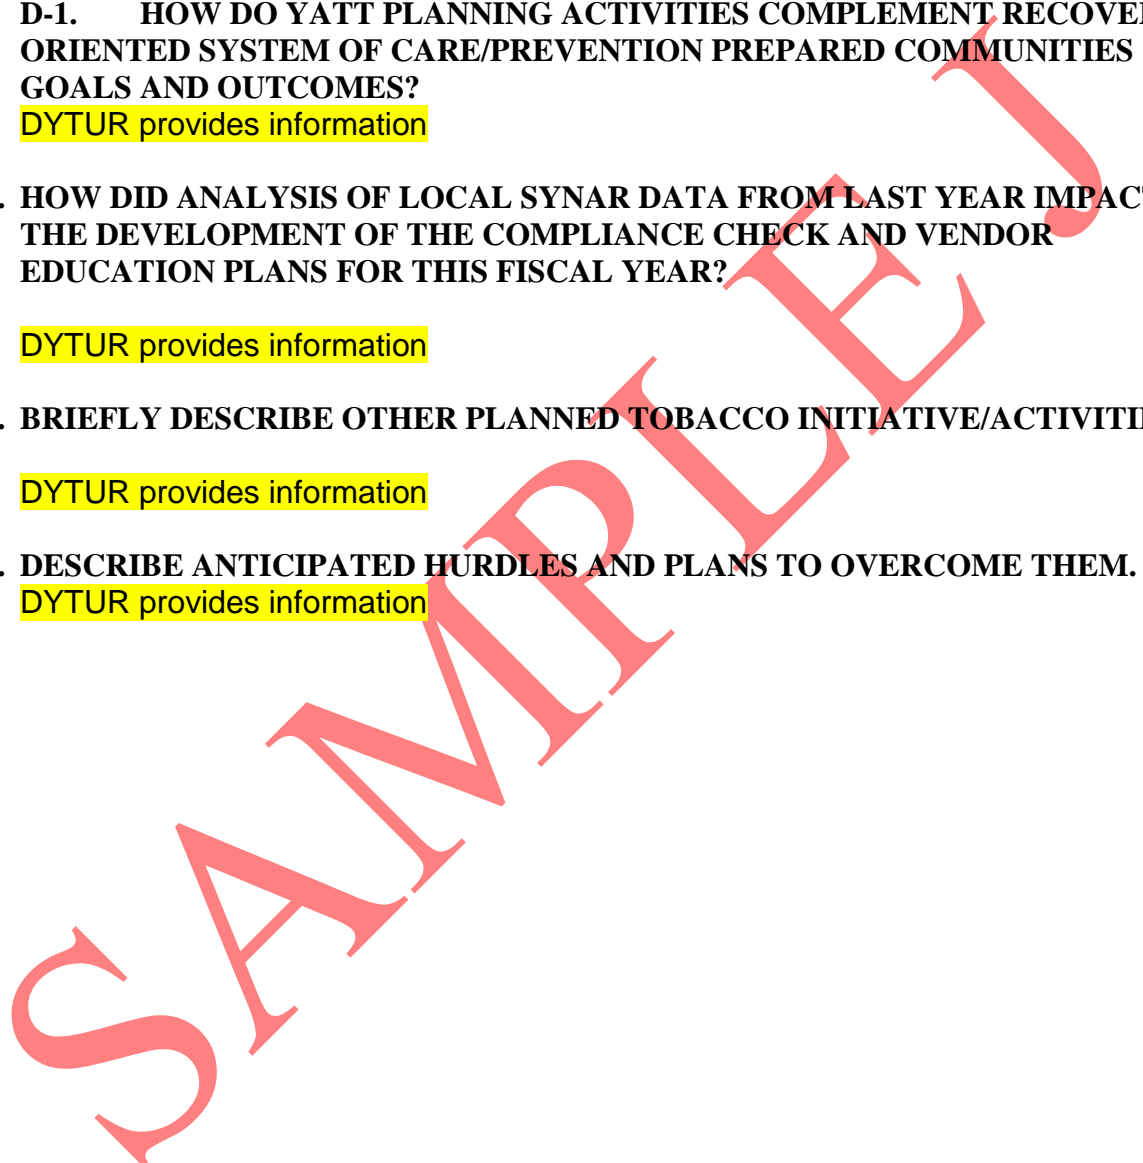 D-1. HOW DO YATT PLANNING ACTIVITIES COMPLEMENT RECOVE
ORIENTED SYSTEM OF CARE/PREVENTION PREPARED COMMUNITIES
GOALS AND OUTCOMES?
DYTUR provides information
. HOW DID ANALYSIS OF LOCAL SYNAR DATA FROM LAST YEAR IMPACT
THE DEVELOPMENT OF THE COMPLIANCE CHECK AND VENDOR
EDUCATION PLANS FOR THIS FISCAL YEAR?
DYTUR provides information
. BRIEFLY DESCRIBE OTHER PLANNED TOBACCO INITIATIVE/ACTIVITI
DYTUR provides information
. DESCRIBE ANTICIPATED HURDLES AND PLANS TO OVERCOME THEM.
DYTUR provides information
SAMPLE J